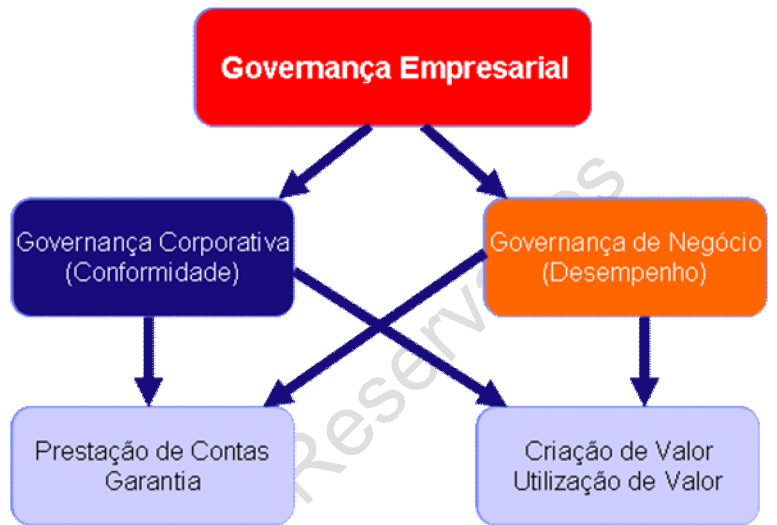 Governança Empresarial
Governança Corporativa
(Conformidade)
Governança de Negócio
(Desempenho)
Prestação de Contas
Garantia
Criação de Valor
Utilização de Valor